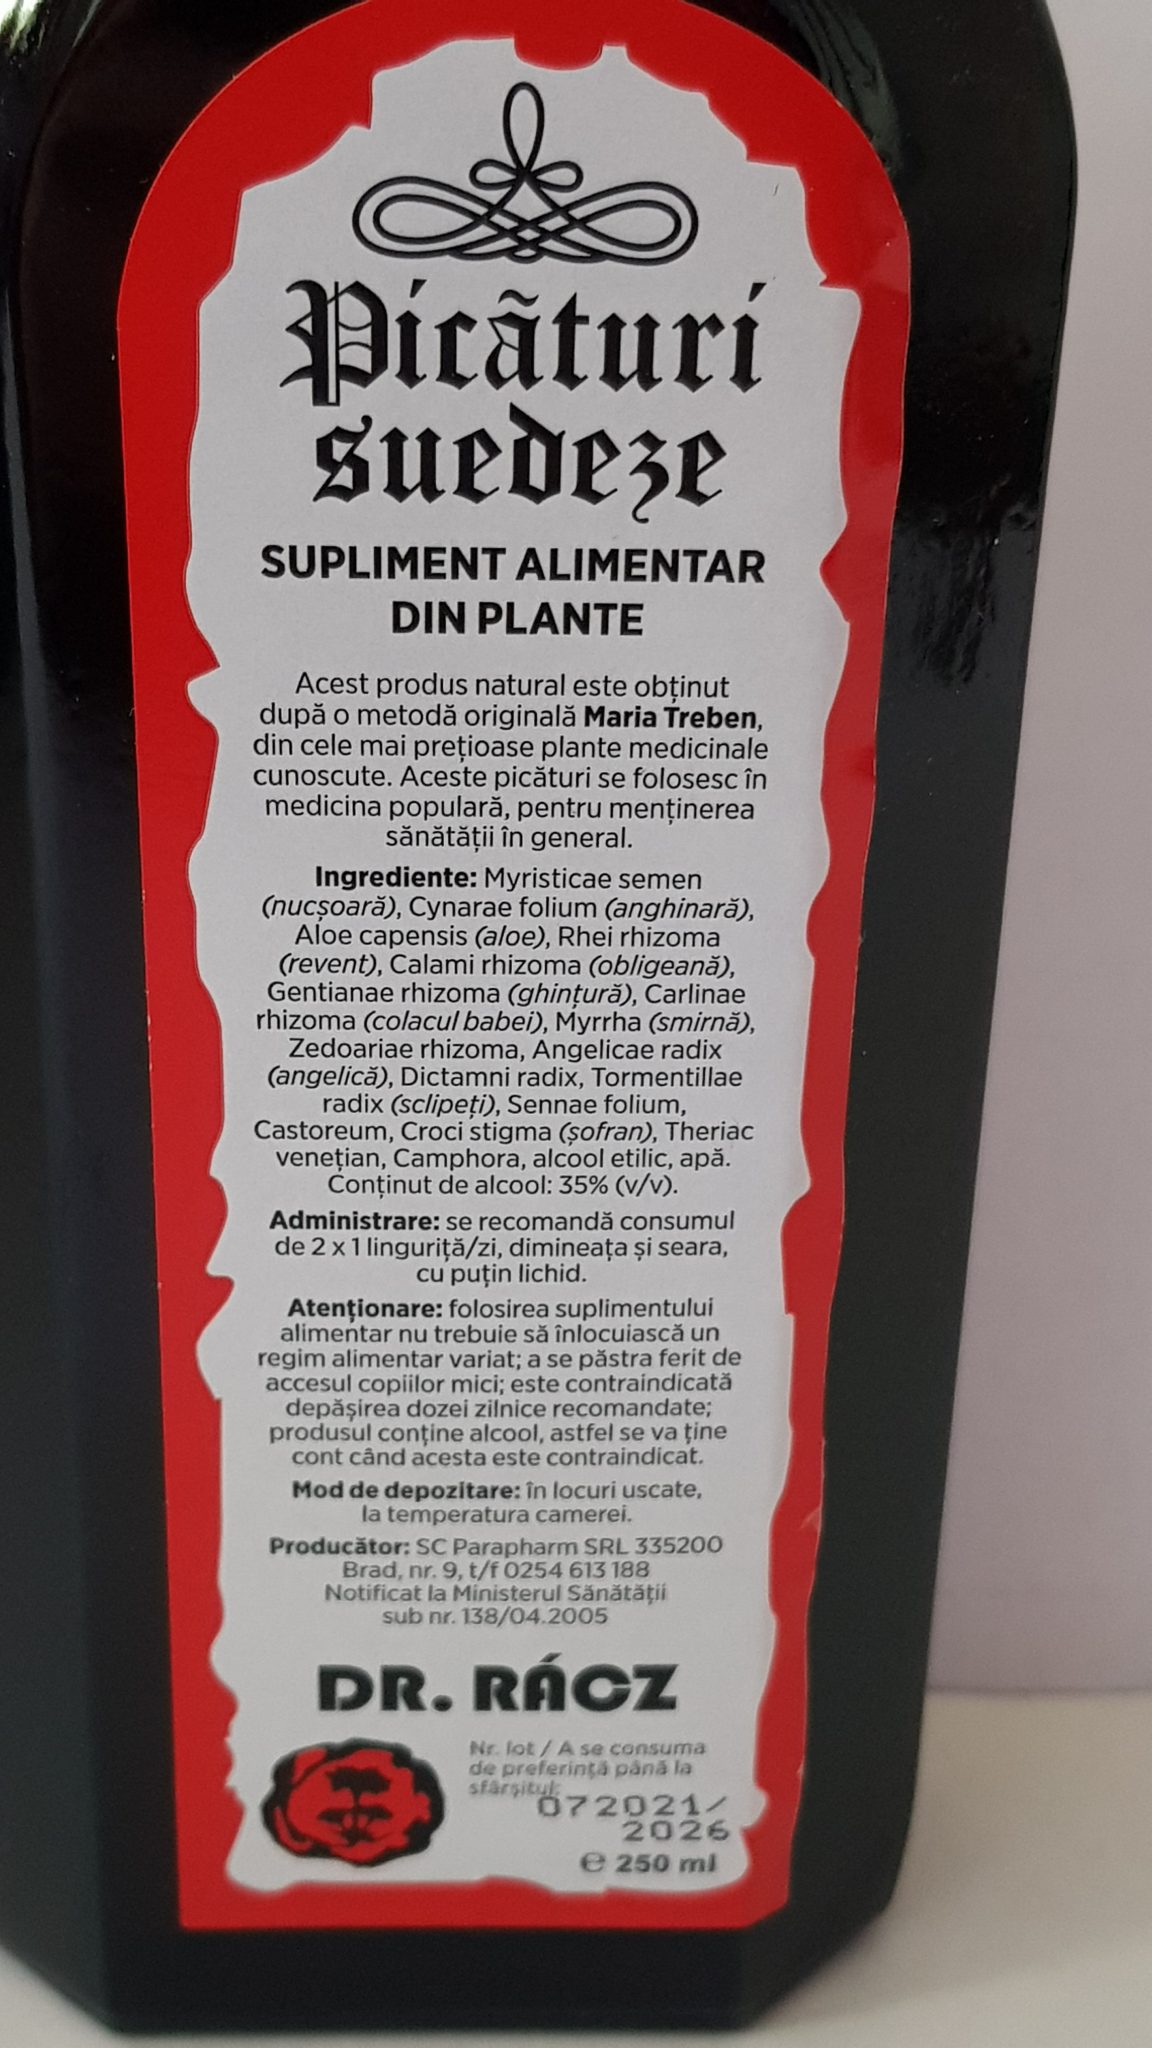 Picături
suedeze
SUPLIMENT ALIMENTAR
DIN PLANTE
Acest produs natural este obținut
după o metodă originală Maria Treben,
din cele mai prețioase plante medicinale
cunoscute. Aceste picături se folosesc în
medicina populară, pentru menținerea
sănătății în general.
Ingrediente: Myristicae semen
(nucșoară), Cynarae folium (anghinară),
Aloe capensis (aloe), Rhei rhizoma
(revent), Calami rhizoma (obligeană),
Gentianae rhizoma (ghințură), Carlinae
rhizoma (colacul babei), Myrrha (smirnă),
Zedoariae rhizoma, Angelicae radix
(angelică), Dictamni radix, Tormentillae
radix (sclipeți), Sennae folium,
Castoreum, Croci stigma (șofran), Theriac
venețian, Camphora, alcool etilic, apă.
Conținut de alcool: 35% (v/v).
Administrare: se recomandă consumul
de 2 x 1 linguriță/zi, dimineața și seara,
cu puțin lichid.
Atenționare: folosirea suplimentului
alimentar nu trebuie să înlocuiască un
regim alimentar variat; a se păstra ferit de
accesul copiilor mici; este contraindicată
depășirea dozei zilnice recomandate;
produsul conține alcool, astfel se va ține
cont când acesta este contraindicat.
Mod de depozitare: în locuri uscate,
la temperatura camerei.
Producător: SC Parapharm SRL 335200
Brad, nr. 9, t/f 0254 613 188
Notificat la Ministerul Sănătății
sub nr. 138/04.2005
DR. RÁCZ
Nr. lot / A se consuma
de preferință până la
sfârșitul:
072021/
2026
℮ 250 ml